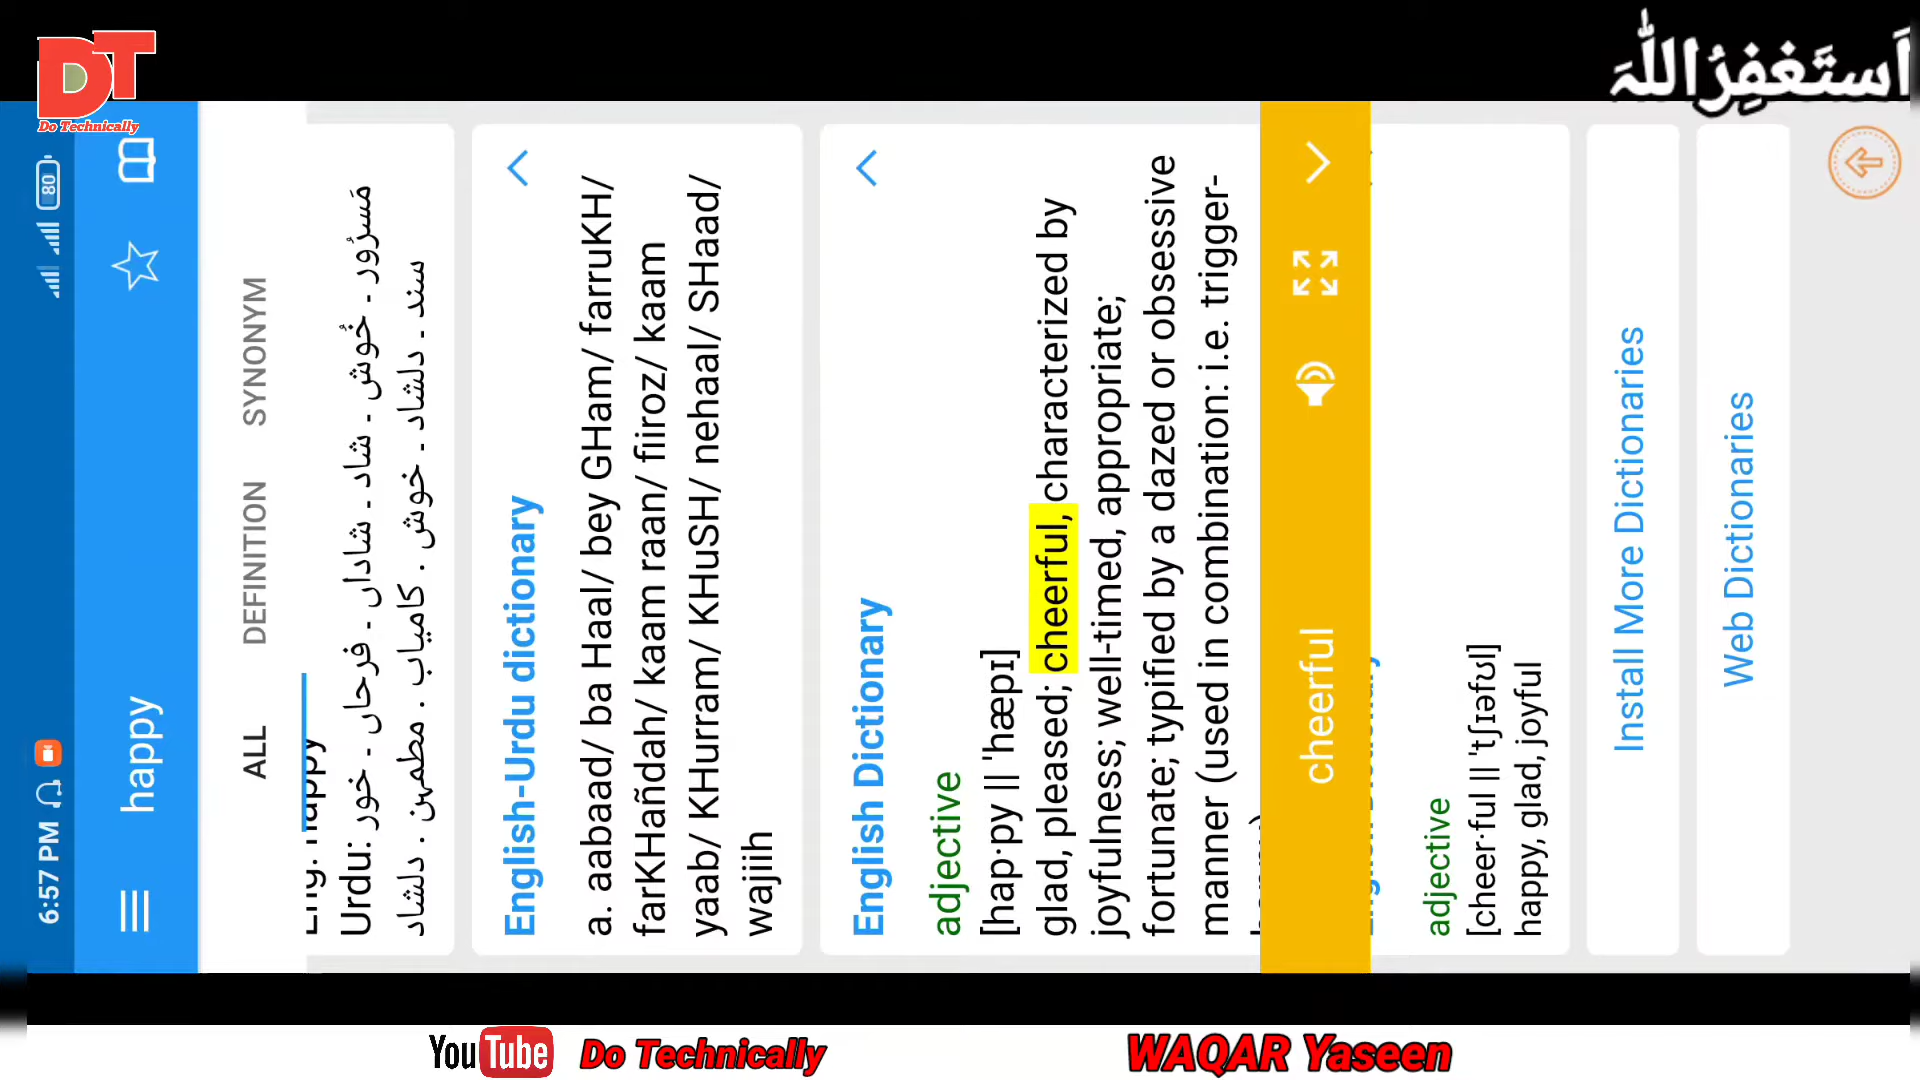 DT
Do Technically
اَستَغفِرُاللّٰہَ
6:57 PM
80
happy
ALL DEFINITION SYNONYM
Eng: happy
Urdu: مَسرُور ۔ خُوش ۔ شاد ۔ شاداں ۔ فرحاں ۔ خور
سند ۔ دلشاد ۔ خوش ۔ کامیاب ۔ مطمئن ۔ دلشاد
English-Urdu dictionary
a. aabaad/ ba Haal/ bey GHam/ farruKH/
farKHañdah/ kaam raan/ fiiroz/ kaam
yaab/ KHurram/ KHuSH/ nehaal/ SHaad/
wajiih
English Dictionary
adjective
[hap·py || 'hæpɪ]
glad, pleased; cheerful, characterized by
joyfulness; well-timed, appropriate;
fortunate; typified by a dazed or obsessive
manner (used in combination: i.e. trigger-
cheerful
adjective
[cheer·ful || 'tʃɪəfʊl]
happy, glad, joyful
Install More Dictionaries
Web Dictionaries
YouTube Do Technically WAQAR Yaseen